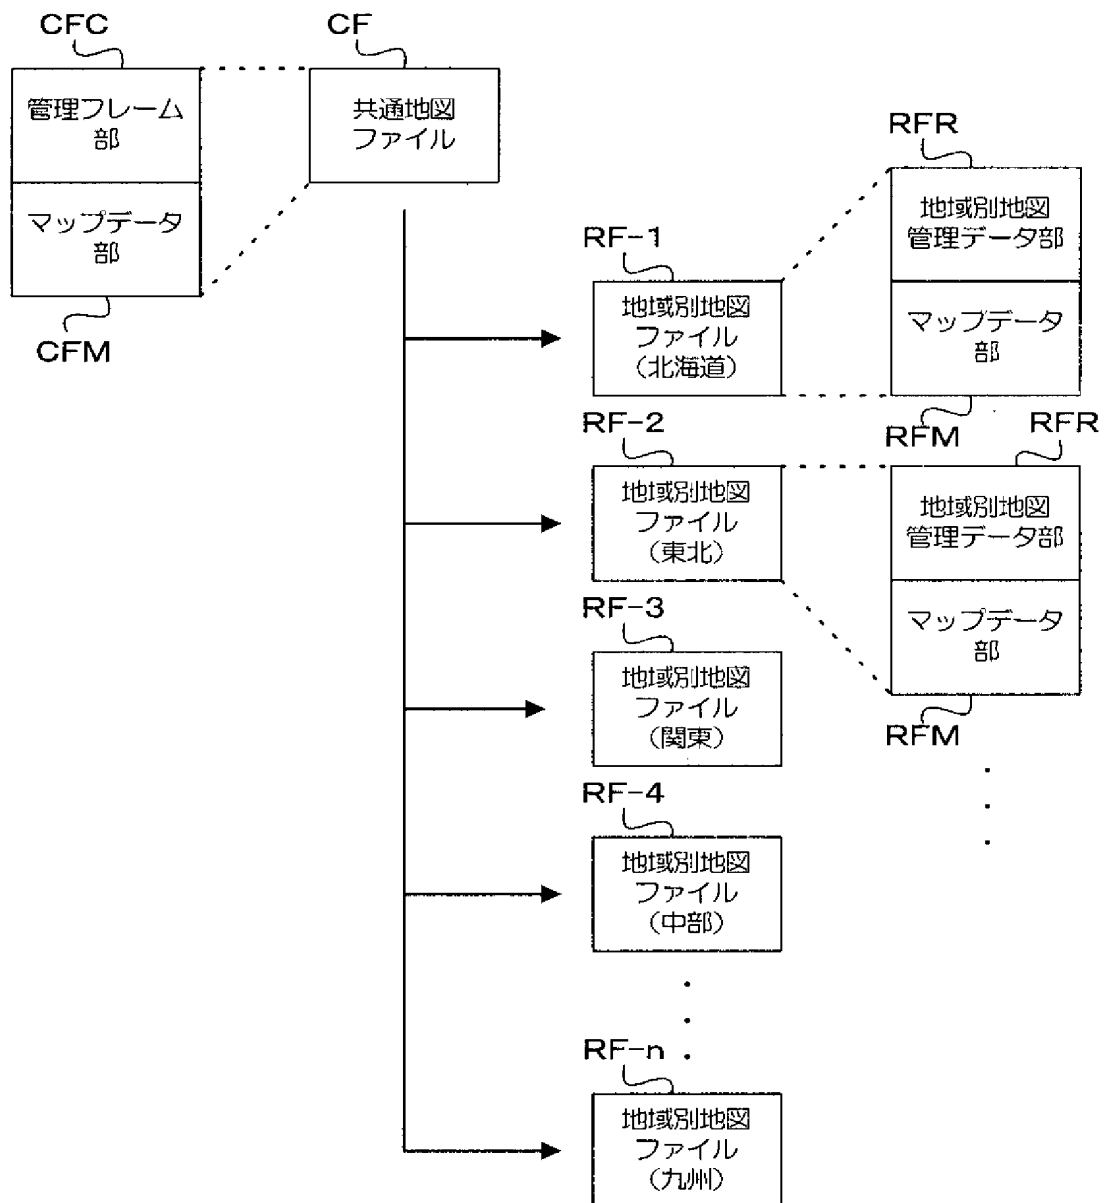 CFC
管理フレーム
部
マップデータ
部
CFM
CF
共通地図
ファイル
RF-1
地域別地図
ファイル
(北海道)
RFR
地域別地図
管理データ部
マップデータ
部
RFM
RF-2
地域別地図
ファイル
(東北)
RFR
地域別地図
管理データ部
マップデータ
部
RFM
RF-3
地域別地図
ファイル
(関東)
RF-4
地域別地図
ファイル
(中部)
RF-n
地域別地図
ファイル
(九州)